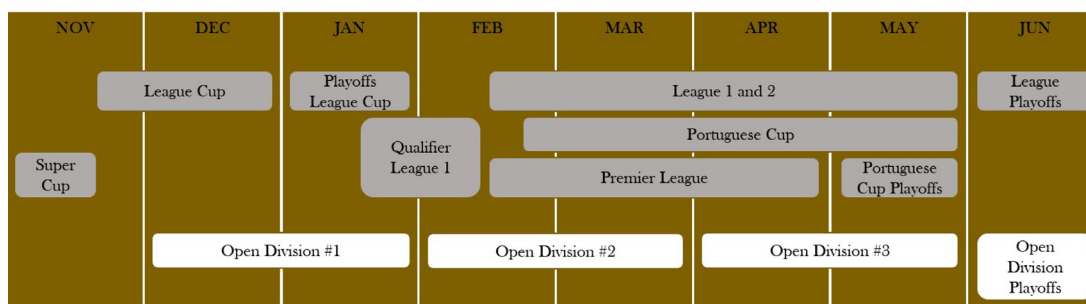 NOV DEC JAN FEB MAR APR MAY JUN
League Cup
Playoffs
League Cup
League 1 and 2
League
Playoffs
Qualifier
League 1
Portuguese Cup
Super
Cup
Premier League
Portuguese
Cup Playoffs
Open Division #1
Open Division #2
Open Division #3
Open
Division
Playoffs